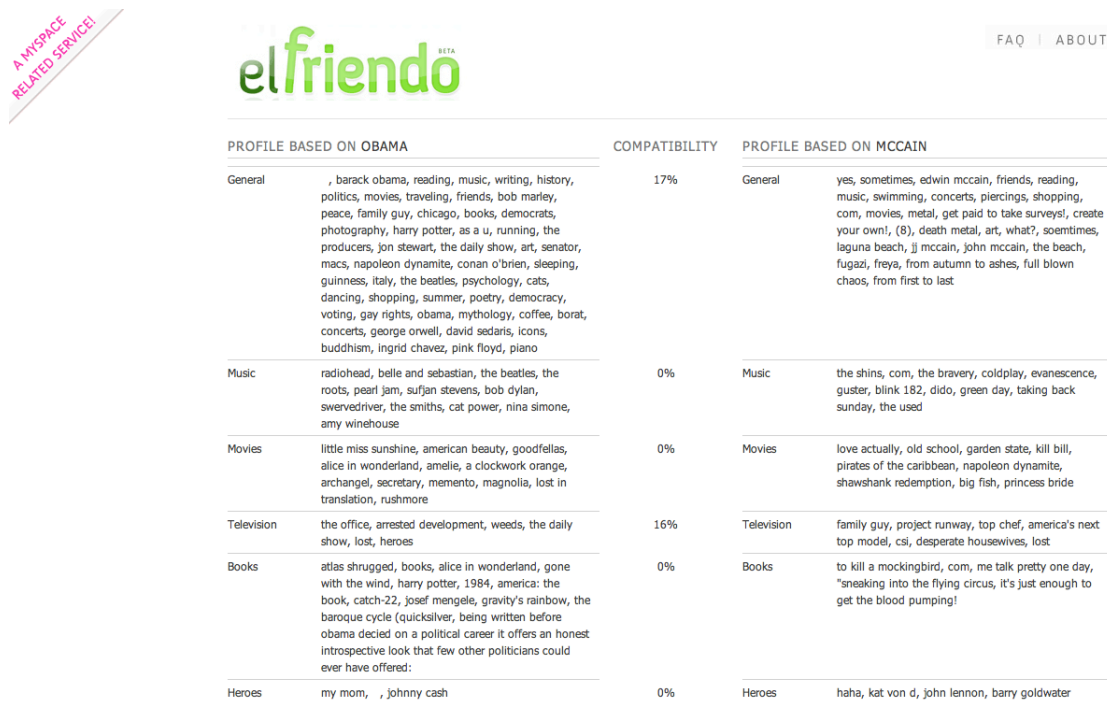 A MYSPACE
RELATED SERVICE!
elfriendo
BETA
FAQ | ABOUT
PROFILE BASED ON OBAMA
COMPATIBILITY
PROFILE BASED ON MCCAIN
General
, barack obama, reading, music, writing, history,
politics, movies, traveling, friends, bob marley,
peace, family guy, chicago, books, democrats,
photography, harry potter, as a u, running, the
producers, jon stewart, the daily show, art, senator,
macs, napoleon dynamite, conan o'brien, sleeping,
guinness, italy, the beatles, psychology, cats,
dancing, shopping, summer, poetry, democracy,
voting, gay rights, obama, mythology, coffee, borat,
concerts, george orwell, david sedaris, icons,
buddhism, ingrid chavez, pink floyd, piano
17%
General
yes, sometimes, edwin mccain, friends, reading,
music, swimming, concerts, piercings, shopping,
com, movies, metal, get paid to take surveys!, create
your own!, (8), death metal, art, what?, soemtimes,
laguna beach, jj mccain, john mccain, the beach,
fugazi, freya, from autumn to ashes, full blown
chaos, from first to last
Music
radiohead, belle and sebastian, the beatles, the
roots, pearl jam, sufjan stevens, bob dylan,
swervedriver, the smiths, cat power, nina simone,
amy winehouse
0%
Music
the shins, com, the bravery, coldplay, evanescence,
guster, blink 182, dido, green day, taking back
sunday, the used
Movies
little miss sunshine, american beauty, goodfellas,
alice in wonderland, amelie, a clockwork orange,
archangel, secretary, memento, magnolia, lost in
translation, rushmore
0%
Movies
love actually, old school, garden state, kill bill,
pirates of the caribbean, napoleon dynamite,
shawshank redemption, big fish, princess bride
Television
the office, arrested development, weeds, the daily
show, lost, heroes
16%
Television
family guy, project runway, top chef, america's next
top model, csi, desperate housewives, lost
Books
atlas shrugged, books, alice in wonderland, gone
with the wind, harry potter, 1984, america: the
book, catch-22, josef mengele, gravity's rainbow, the
baroque cycle (quicksilver, being written before
obama decied on a political career it offers an honest
introspective look that few other politicians could
ever have offered:
0%
Books
to kill a mockingbird, com, me talk pretty one day,
"sneaking into the flying circus, it's just enough to
get the blood pumping!
Heroes
my mom, , johnny cash
0%
Heroes
haha, kat von d, john lennon, barry goldwater